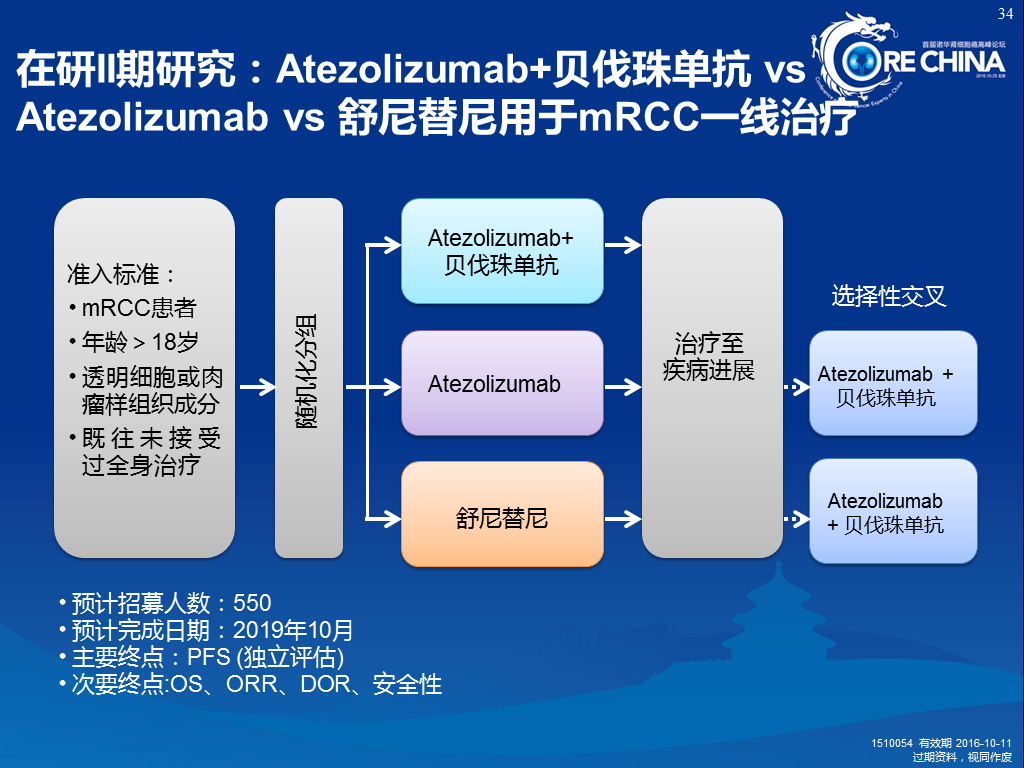 34
首届诺华肾细胞癌高峰论坛
RE CHINA
2015.10.25 北京
在研II期研究：Atezolizumab+贝伐珠单抗 vs
Atezolizumab vs 舒尼替尼用于mRCC一线治疗
准入标准：
• mRCC患者
• 年龄＞18岁
• 透明细胞或肉
瘤样组织成分
• 既往未接受
过全身治疗
随机化分组
Atezolizumab+
贝伐珠单抗
Atezolizumab
舒尼替尼
治疗至
疾病进展
选择性交叉
Atezolizumab +
贝伐珠单抗
Atezolizumab
+ 贝伐珠单抗
• 预计招募人数：550
• 预计完成日期：2019年10月
• 主要终点：PFS (独立评估)
• 次要终点:OS、ORR、DOR、安全性
1510054 有效期 2016-10-11
过期资料，视同作废